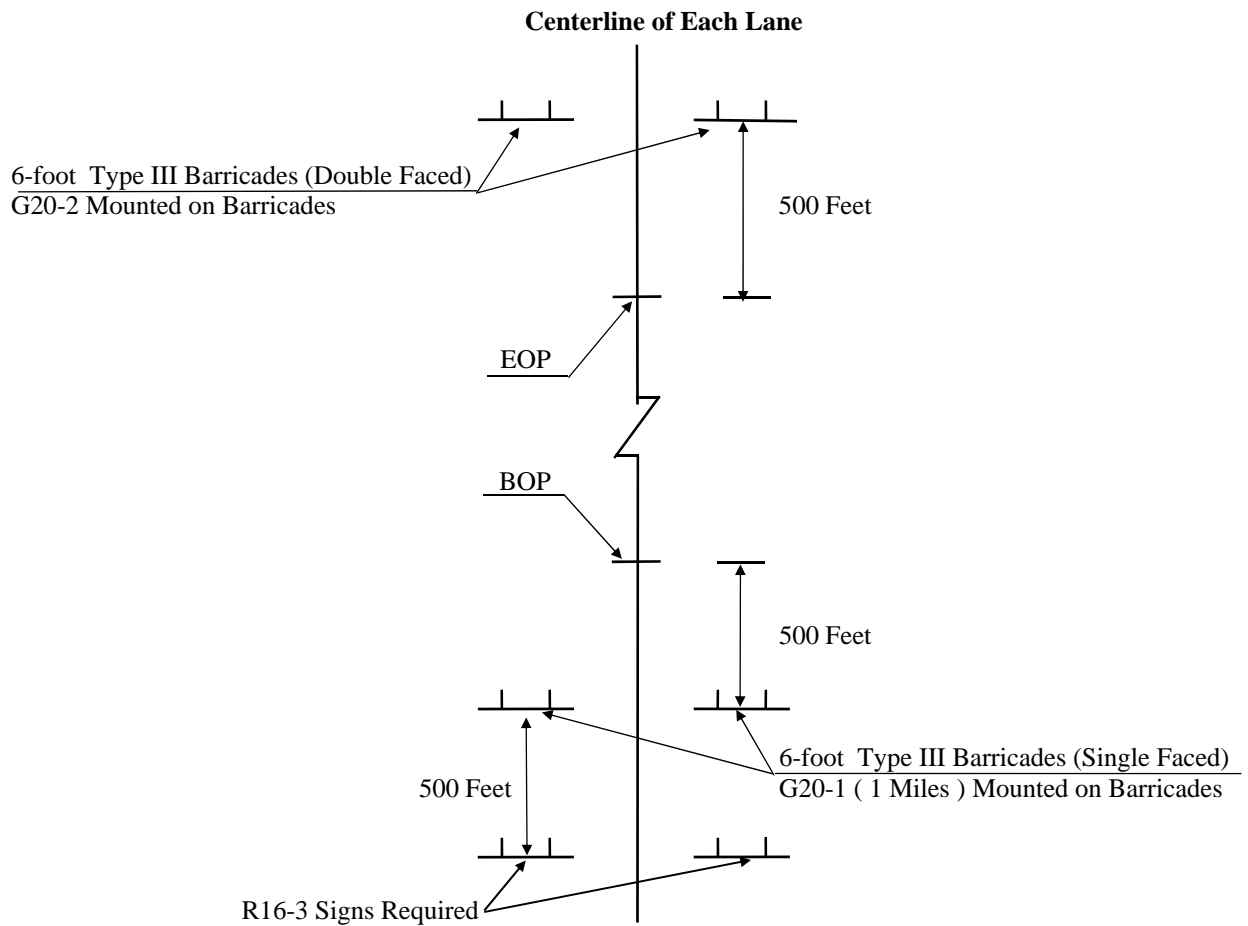 Centerline of Each Lane
6-foot Type III Barricades (Double Faced)
G20-2 Mounted on Barricades
500 Feet
EOP
BOP
500 Feet
6-foot Type III Barricades (Single Faced)
G20-1 ( 1 Miles ) Mounted on Barricades
500 Feet
R16-3 Signs Required